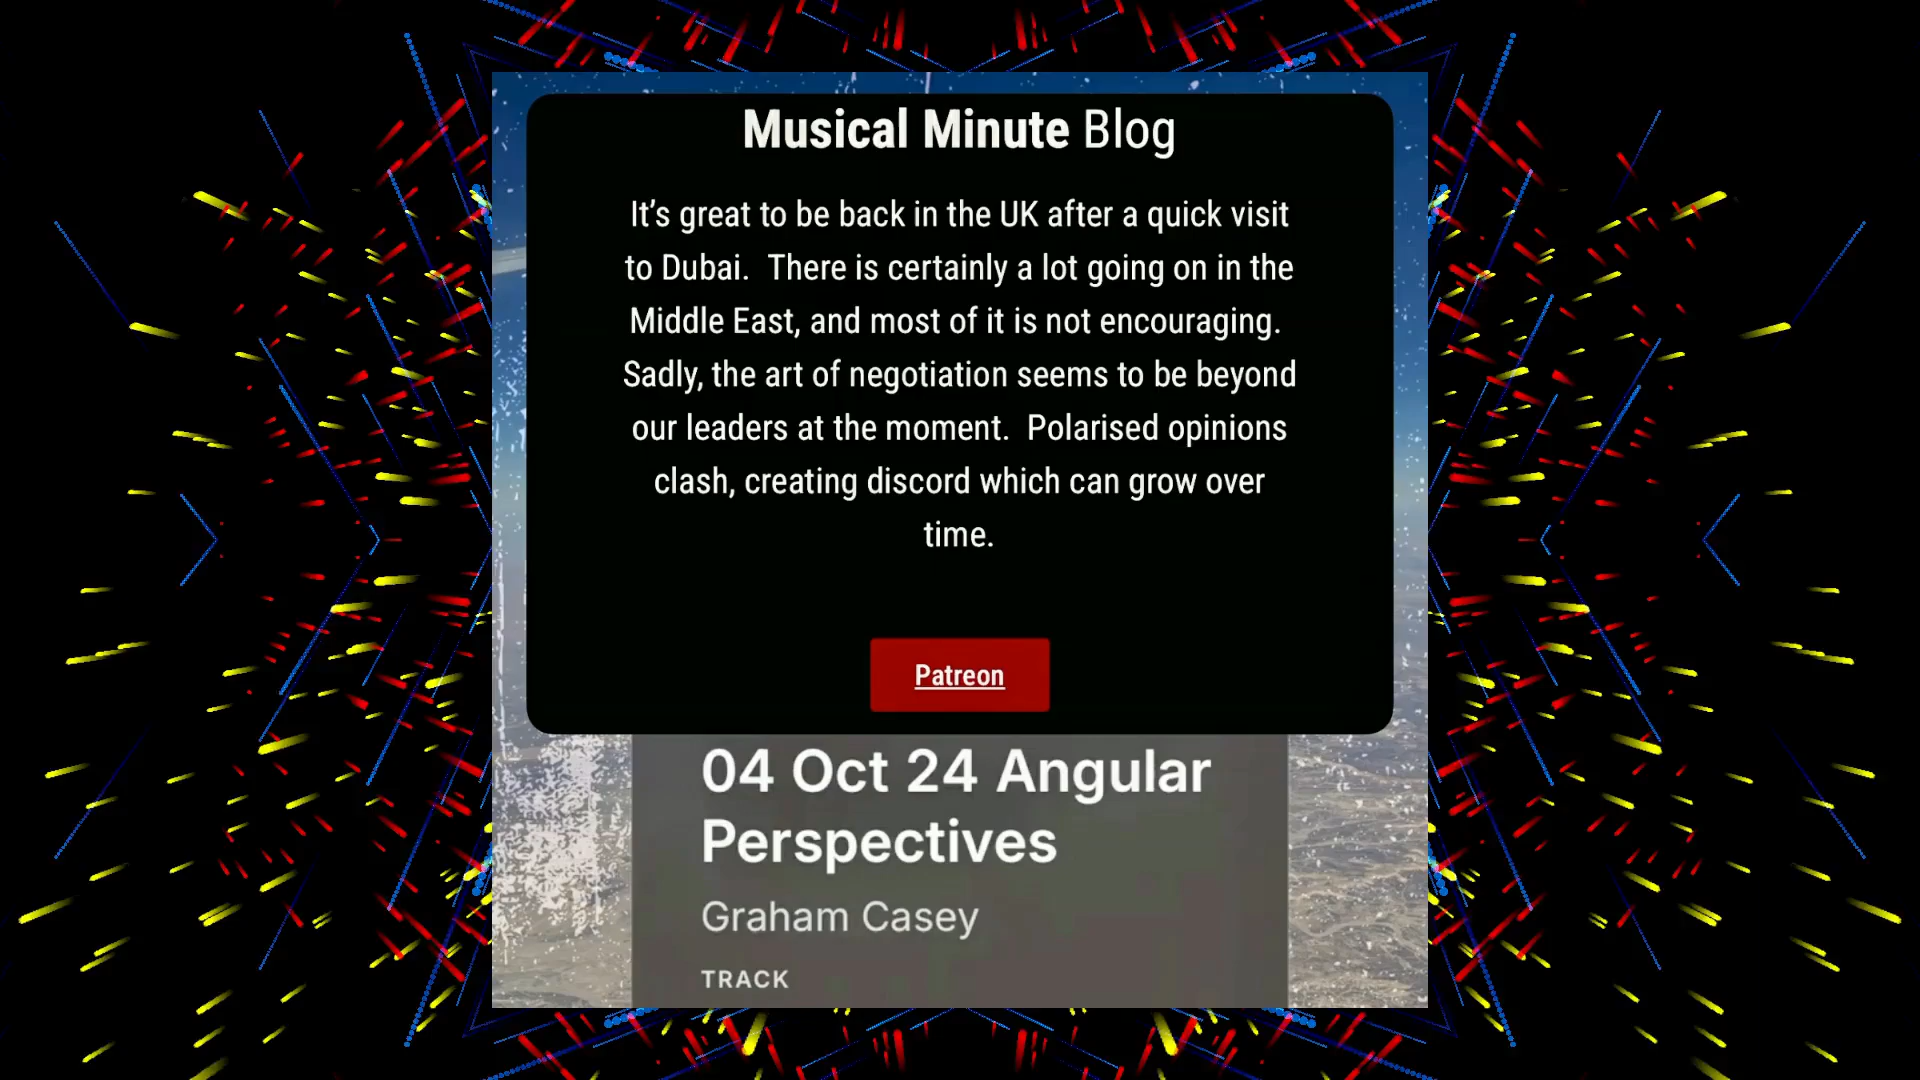 Musical Minute Blog
It’s great to be back in the UK after a quick visit
to Dubai.  There is certainly a lot going on in the
Middle East, and most of it is not encouraging.
Sadly, the art of negotiation seems to be beyond
our leaders at the moment.  Polarised opinions
clash, creating discord which can grow over
time.
Patreon
04 Oct 24 Angular
Perspectives
Graham Casey
TRACK